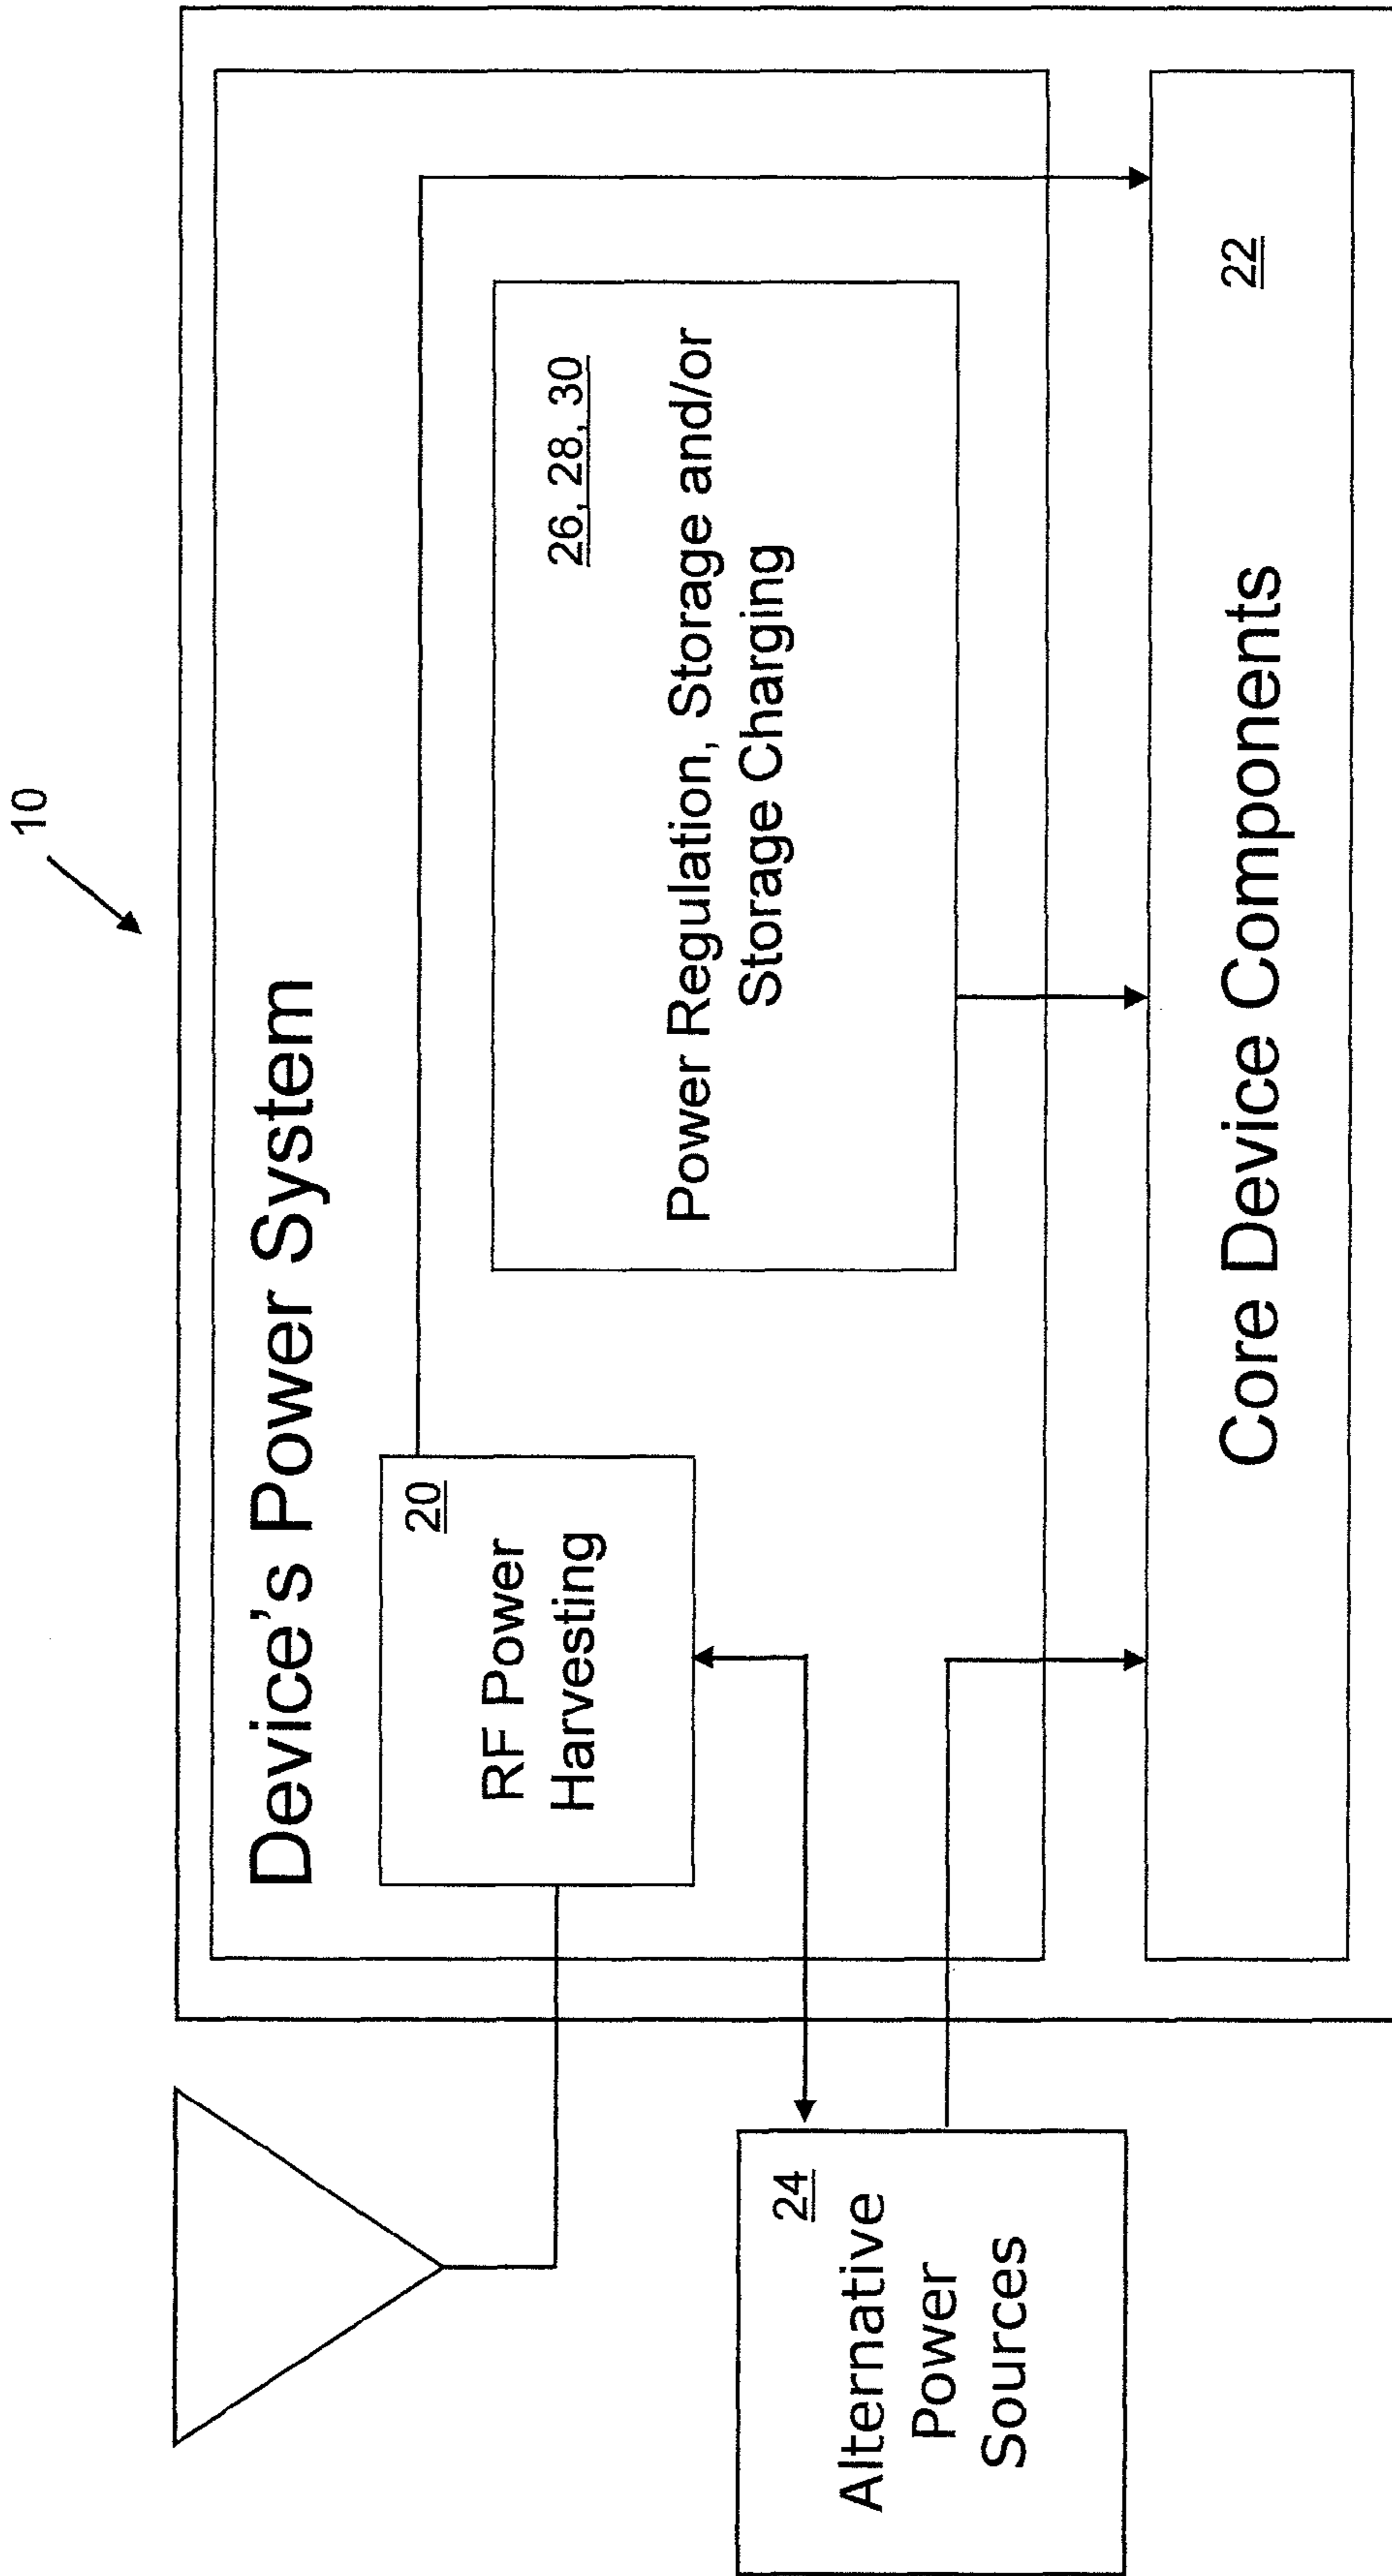 10
Device's Power System
20
RF Power
Harvesting
26, 28, 30
Power Regulation, Storage and/or
Storage Charging
24
Alternative
Power
Sources
22
Core Device Components